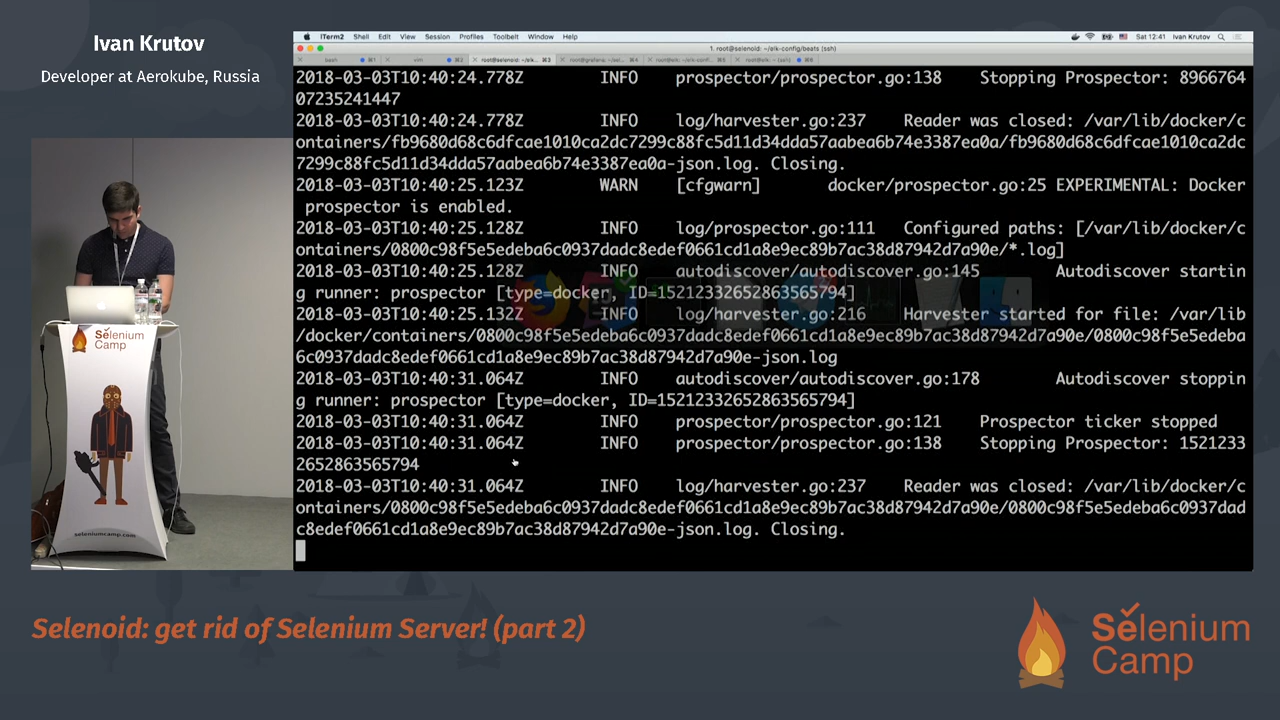 Ivan Krutov
Developer at Aerokube, Russia
iTerm2 Shell Edit View Session Profiles Toolbelt Window Help
Sat 12:41 Ivan Krutov
1. root@selenoid: ~/elk-config/beats (ssh)
2018-03-03T10:40:24.778Z INFO prospector/prospector.go:138 Stopping Prospector: 8966764
07235241447
2018-03-03T10:40:24.778Z INFO log/harvester.go:237 Reader was closed: /var/lib/docker/c
ontainers/fb9680d68c6dfcae1010ca2dc7299c88fc5d11d34dda57aabea6b74e3387ea0a/fb9680d68c6dfcae1010ca2dc
7299c88fc5d11d34dda57aabea6b74e3387ea0a-json.log. Closing.
2018-03-03T10:40:25.123Z WARN [cfgwarn] docker/prospector.go:25 EXPERIMENTAL: Docker
prospector is enabled.
2018-03-03T10:40:25.128Z INFO log/prospector.go:111 Configured paths: [/var/lib/docker/c
ontainers/0800c98f5e5edeba6c0937dadc8edef0661cd1a8e9ec89b7ac38d87942d7a90e/*.log]
2018-03-03T10:40:25.128Z INFO autodiscover/autodiscover.go:145 Autodiscover startin
g runner: prospector [type=docker, ID=1521233265286356 5794]
2018-03-03T10:40:25.132Z INFO log/harvester.go:216 Harvester started for file: /var/lib
/docker/containers/0800c98f5e5edeba6c0937dadc8edef0661cd1a8e9ec89b7ac38d87942d7a90e/0800c98f5e5edeba
6c0937dadc8edef0661cd1a8e9ec89b7ac38d87942d7a90e-json.log
2018-03-03T10:40:31.064Z INFO autodiscover/autodiscover.go:178 Autodiscover stoppin
g runner: prospector [type=docker, ID=15212332652863565794]
2018-03-03T10:40:31.064Z INFO prospector/prospector.go:121 Prospector ticker stopped
2018-03-03T10:40:31.064Z INFO prospector/prospector.go:138 Stopping Prospector: 1521233
2652863565794
2018-03-03T10:40:31.064Z INFO log/harvester.go:237 Reader was closed: /var/lib/docker/c
ontainers/0800c98f5e5edeba6c0937dadc8edef0661cd1a8e9ec89b7ac38d87942d7a90e/0800c98f5e5edeba6c0937dad
c8edef0661cd1a8e9ec89b7ac38d87942d7a90e-json.log. Closing.
Selenium
Camp
seleniumcamp.com
Selenoid: get rid of Selenium Server! (part 2)
Selenium
Camp